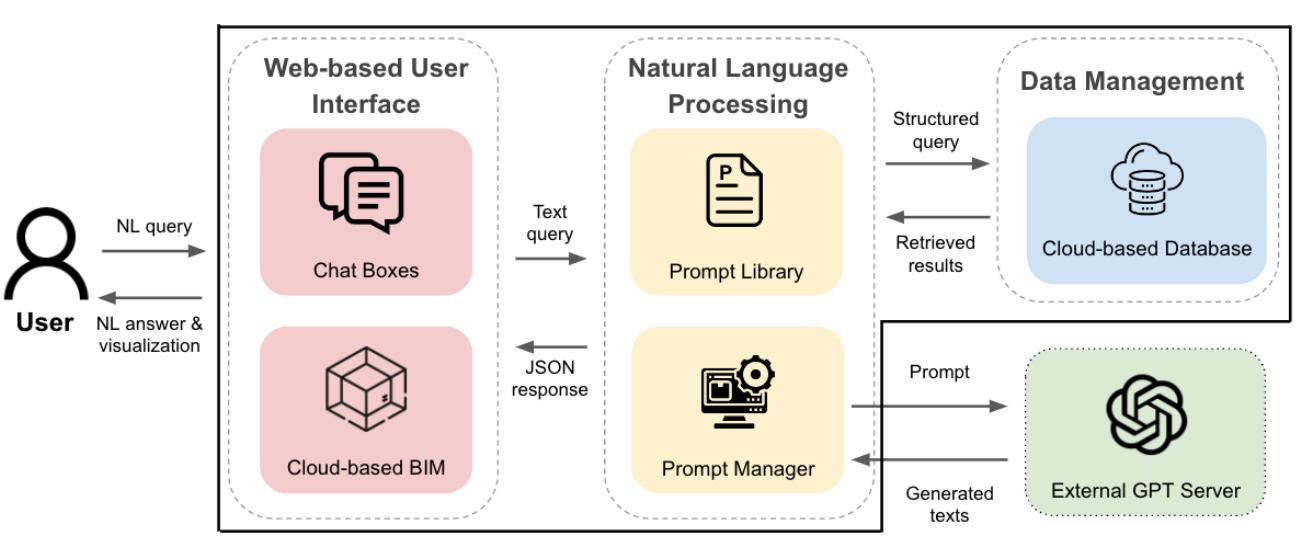 Web-based User
Interface
Natural Language
Processing
Data Management
Structured
query
NL query
Text
query
Chat Boxes
P
Prompt Library
Cloud-based Database
Retrieved
results
User
NL answer &
visualization
JSON
response
Prompt
Cloud-based BIM
Prompt Manager
External GPT Server
Generated
texts